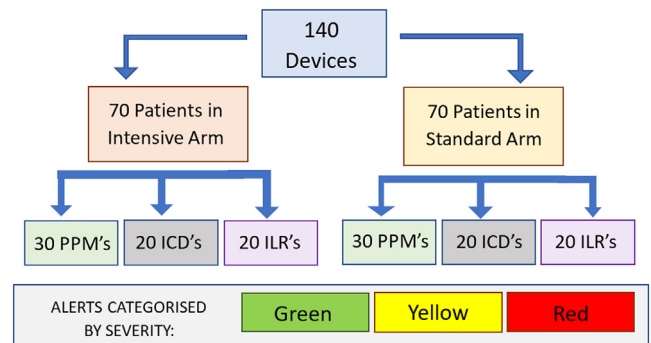 140
Devices
70 Patients in
Intensive Arm
70 Patients in
Standard Arm
30 PPM's
20 ICD's
20 ILR's
30 PPM's
20 ICD's
20 ILR's
ALERTS CATEGORISED
BY SEVERITY:
Green
Yellow
Red